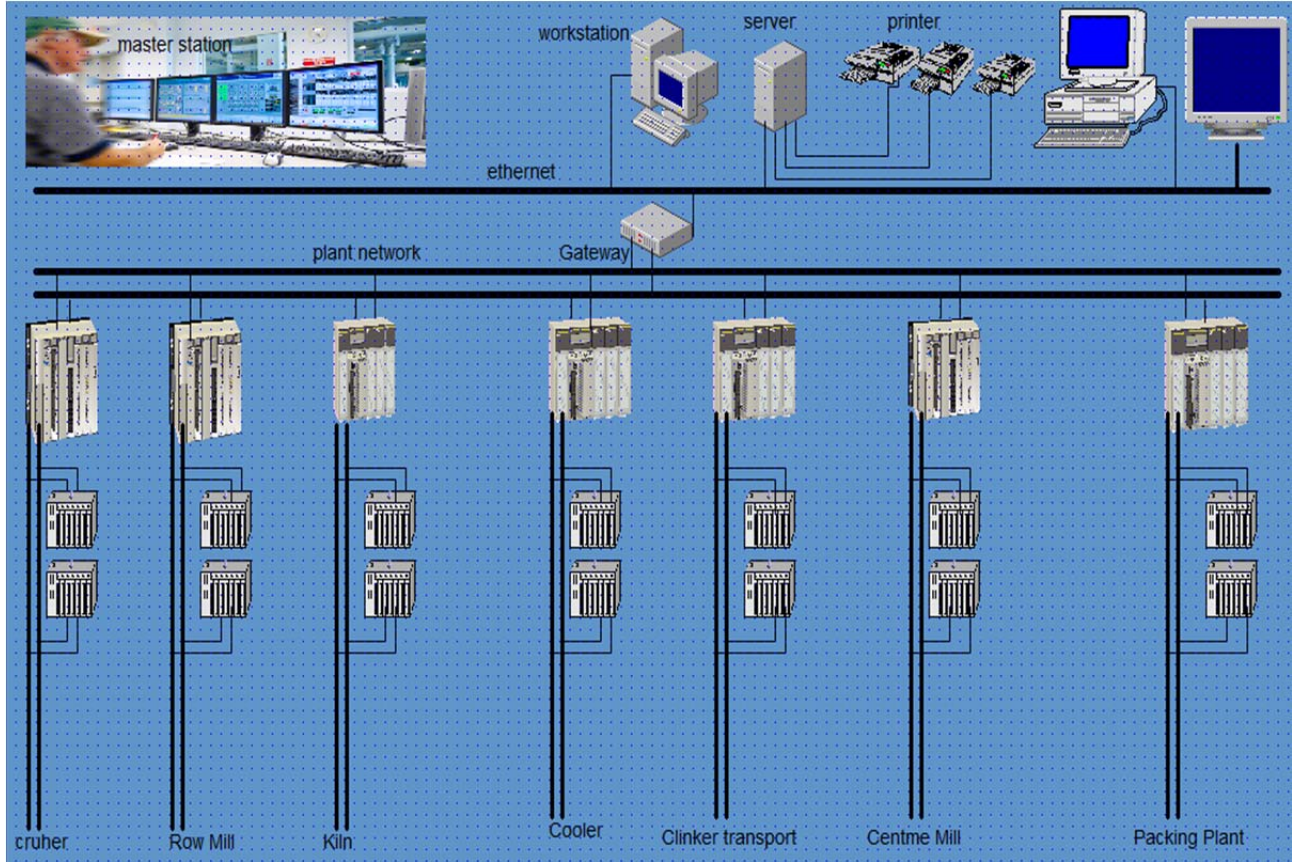 master station
workstation
server
printer
ethernet
plant network
Gateway
cruher
Row Mill
Kiln
Cooler
Clinker transport
Centme Mill
Packing Plant